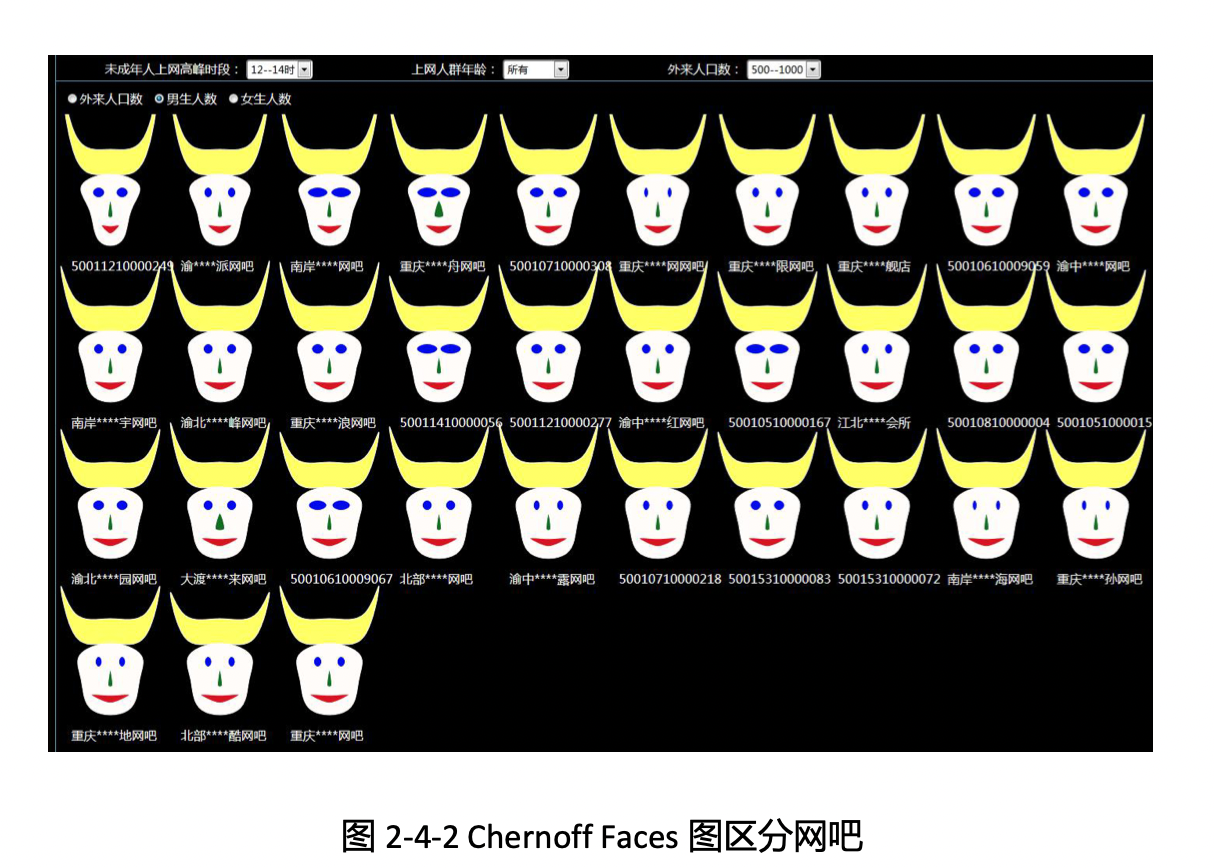 未成年人上网高峰时段： 12--14时 上网人群年龄： 所有 外来人口数： 500--1000
外来人口数 男生人数 女生人数
50011210000249 渝****派网吧 南岸****网吧 重庆****舟网吧 50010710000308 重庆****网网吧 重庆****限网吧 重庆****舰店 50010610009059 渝中****网吧
南岸****宇网吧 渝北****峰网吧 重庆****浪网吧 50011410000056 50011210000277 渝中****红网吧 50010510000167 江北****会所 50010810000004 5001051000015
渝北****园网吧 大渡****来网吧 50010610009067 北部****网吧 渝中****露网吧 50010710000218 50015310000083 50015310000072 南岸****海网吧 重庆****孙网吧
重庆****地网吧 北部****酷网吧 重庆****网吧
图 2-4-2 Chernoff Faces 图区分网吧